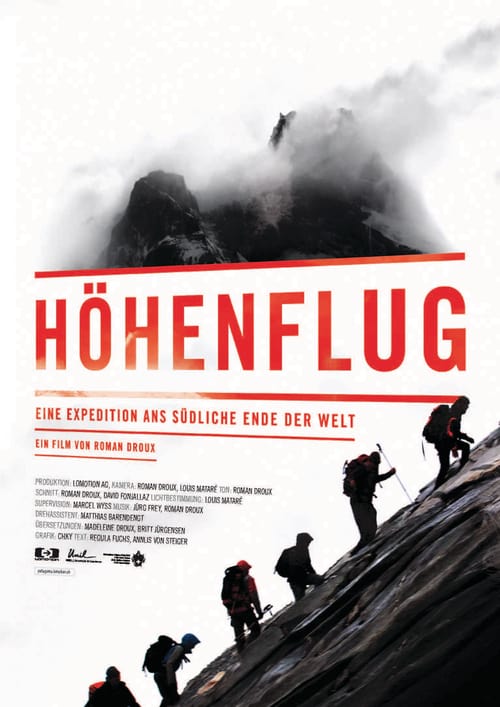 HÖHENFLUG
EINE EXPEDITION ANS SÜDLICHE ENDE DER WELT
EIN FILM VON ROMAN DROUX
PRODUKTION: LOMOTION AG, KAMERA: ROMAN DROUX, LOUIS MATARÉ TON: ROMAN DROUX
SCHNITT: ROMAN DROUX, DAVID FONJALLAZ LICHTBESTIMMUNG: LOUIS MATARÉ
SUPERVISION: MARCEL WYSS MUSIK: JÜRG FREY, ROMAN DROUX
DREHASSISTENT: MATTHIAS BARENDENGT
ÜBERSETZUNGEN: MADELEINE DROUX, BRITT JÜRGENSEN
GRAFIK: CHKY TEXT: REGULA FUCHS, ANNLIS VON STEIGER
Unil